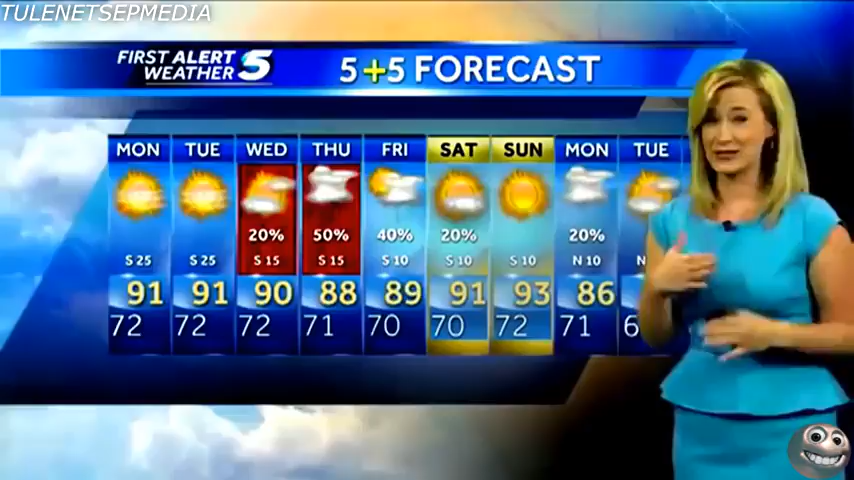 TULENETSEPMEDIA
FIRST ALERT
WEATHER 5
5+5 FORECAST
MON TUE WED THU FRI SAT SUN MON TUE
20% 50% 40% 20% 20%
S 25 S 25 S 15 S 15 S 10 S 10 S 10 N 10 N
91 91 90 88 89 91 93 86
72 72 72 71 70 70 72 71 6